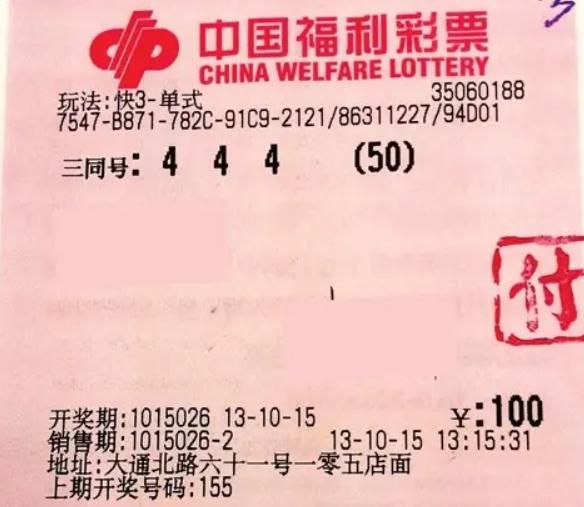 中国福利彩票
CHINA WELFARE LOTTERY
玩法:快3-单式 35060188
7547-B871-782C-91C9-2121/86311227/94D01
三同号: 4 4 4 (50)
付
开奖期:1015026 13-10-15 ¥:100
销售期:1015026-2 13-10-15 13:15:31
地址:大通北路六十一号一零五店面
上期开奖号码:155